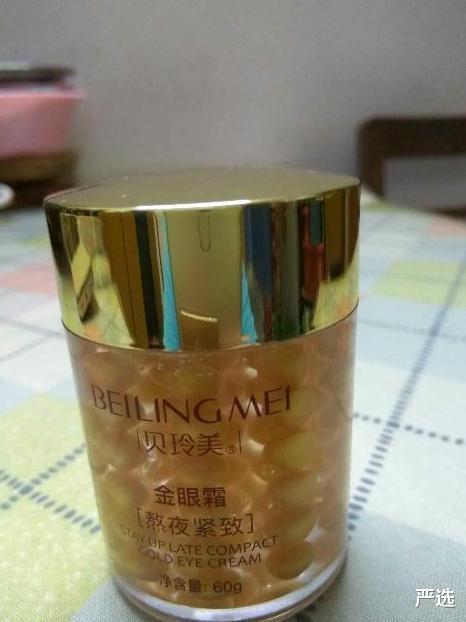 BEILINGMEI
贝玲美®
金眼霜
[熬夜紧致]
STAY UP LATE COMPACT
GOLD EYE CREAM
净含量: 60g
严选